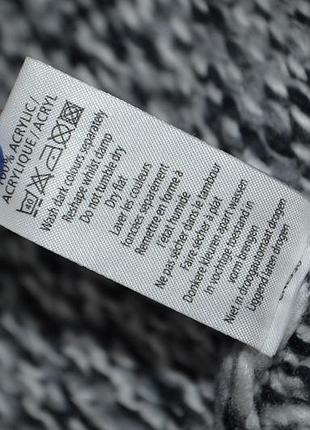 100% ACRYLIC/
ACRYLIQUE/ACRYL
Wash dark colours separately
Reshape whilst damp
Do not tumble dry
Dry flat
Laver les couleurs
foncées séparément
Remettre en forme à
l'état humide
Ne pas sécher dans le tambour
Faire sécher à plat
Donkere kleuren apart wassen
in vochtige toestand in
vorm brengen
Niet in droogautomaat drogen
Liggend laten drogen